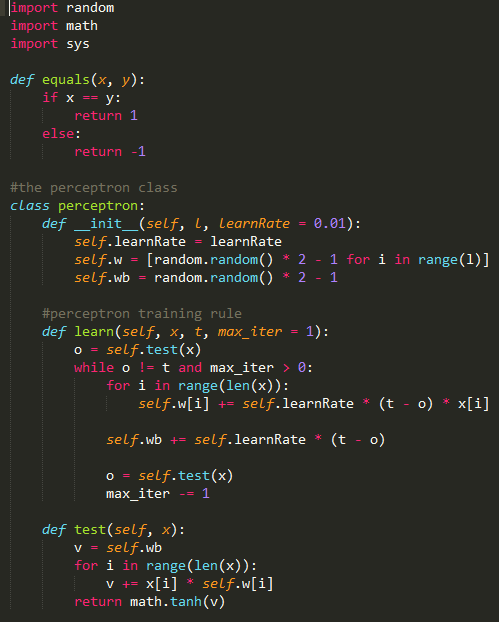 import random
import math
import sys

def equals(x, y):
    if x == y:
        return 1
    else:
        return -1

#the perceptron class
class perceptron:
    def __init__(self, l, learnRate = 0.01):
        self.learnRate = learnRate
        self.w = [random.random() * 2 - 1 for i in range(l)]
        self.wb = random.random() * 2 - 1

    #perceptron training rule
    def learn(self, x, t, max_iter = 1):
        o = self.test(x)
        while o != t and max_iter > 0:
            for i in range(len(x)):
                self.w[i] += self.learnRate * (t - o) * x[i]

            self.wb += self.learnRate * (t - o)

            o = self.test(x)
            max_iter -= 1

    def test(self, x):
        v = self.wb
        for i in range(len(x)):
            v += x[i] * self.w[i]
        return math.tanh(v)